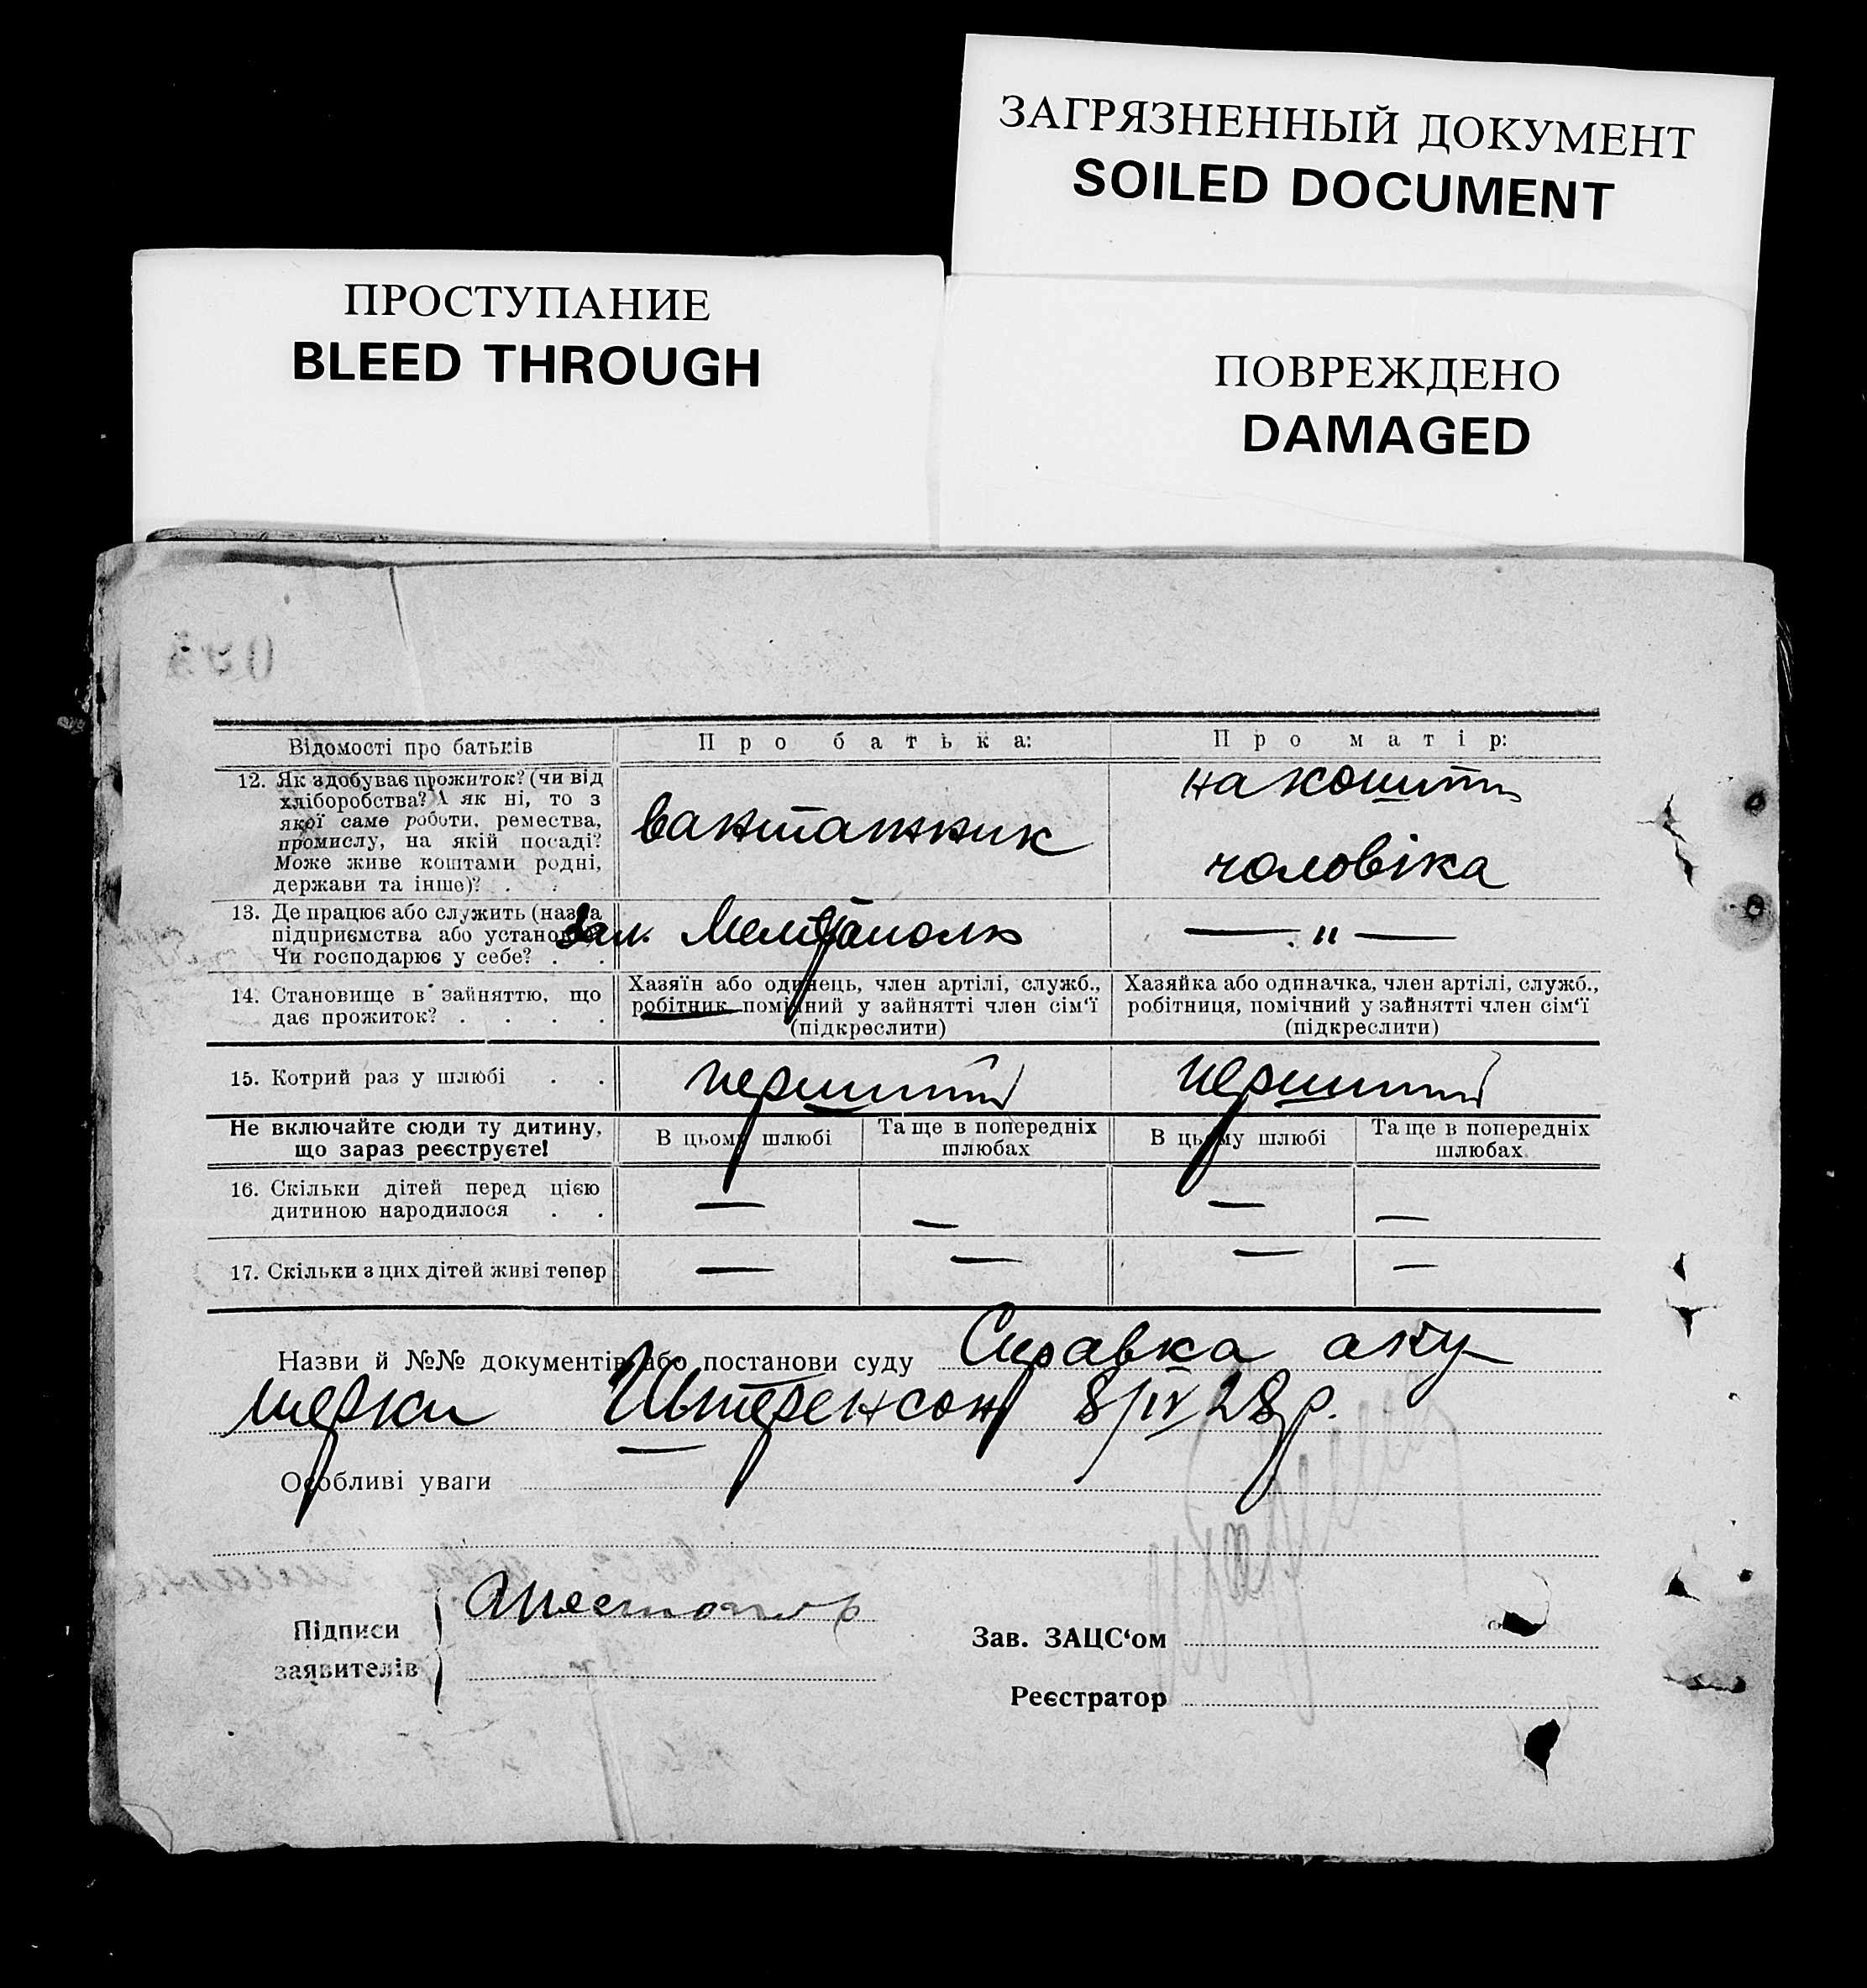 ЗАГРЯЗНЕННЫЙ ДОКУМЕНТ
SOILED DOCUMENT
ПРОСТУПАНИЕ
BLEED THROUGH
ПОВРЕЖДЕНО
DAMAGED
Відомості про батьків
Про батька:
Про матір:
12. Як здобуває прожиток? (чи від
хліборобства? А як ні, то з
якої саме роботи, ремества,
промислу, на якій посаді?
Може живе коштами родні,
держави та інше)? . .
вантажник
на кошти
чоловіка
13. Де працює або служить (назва
підприємства або установи
Чи господарює у себе? . .
Зал.
— " —
14. Становище в зайняттю, що
дає прожиток? . . . .
Хазяїн або одинець, член артілі, служб.,
робітник помічний у зайнятті член сім'ї
(підкреслити)
Хазяйка або одиначка, член артілі, служб.,
робітниця, помічний у зайнятті член сім'ї
(підкреслити)
15. Котрий раз у шлюбі . .
перший
перший
Не включайте сюди ту дитину,
що зараз реєструєте!
В цьому шлюбі
Та ще в попередніх
шлюбах
В цьому шлюбі
Та ще в попередніх
шлюбах
16. Скільки дітей перед цією
дитиною народилося . .
— — — —
17. Скільки з цих дітей живі тепер
— — — —
Назви й №№ документів або постанови суду Справка аку
шерки 8/IV 28 р.
Особливі уваги
Підписи
заявителів
Зав. ЗАЦС'ом
Реєстратор